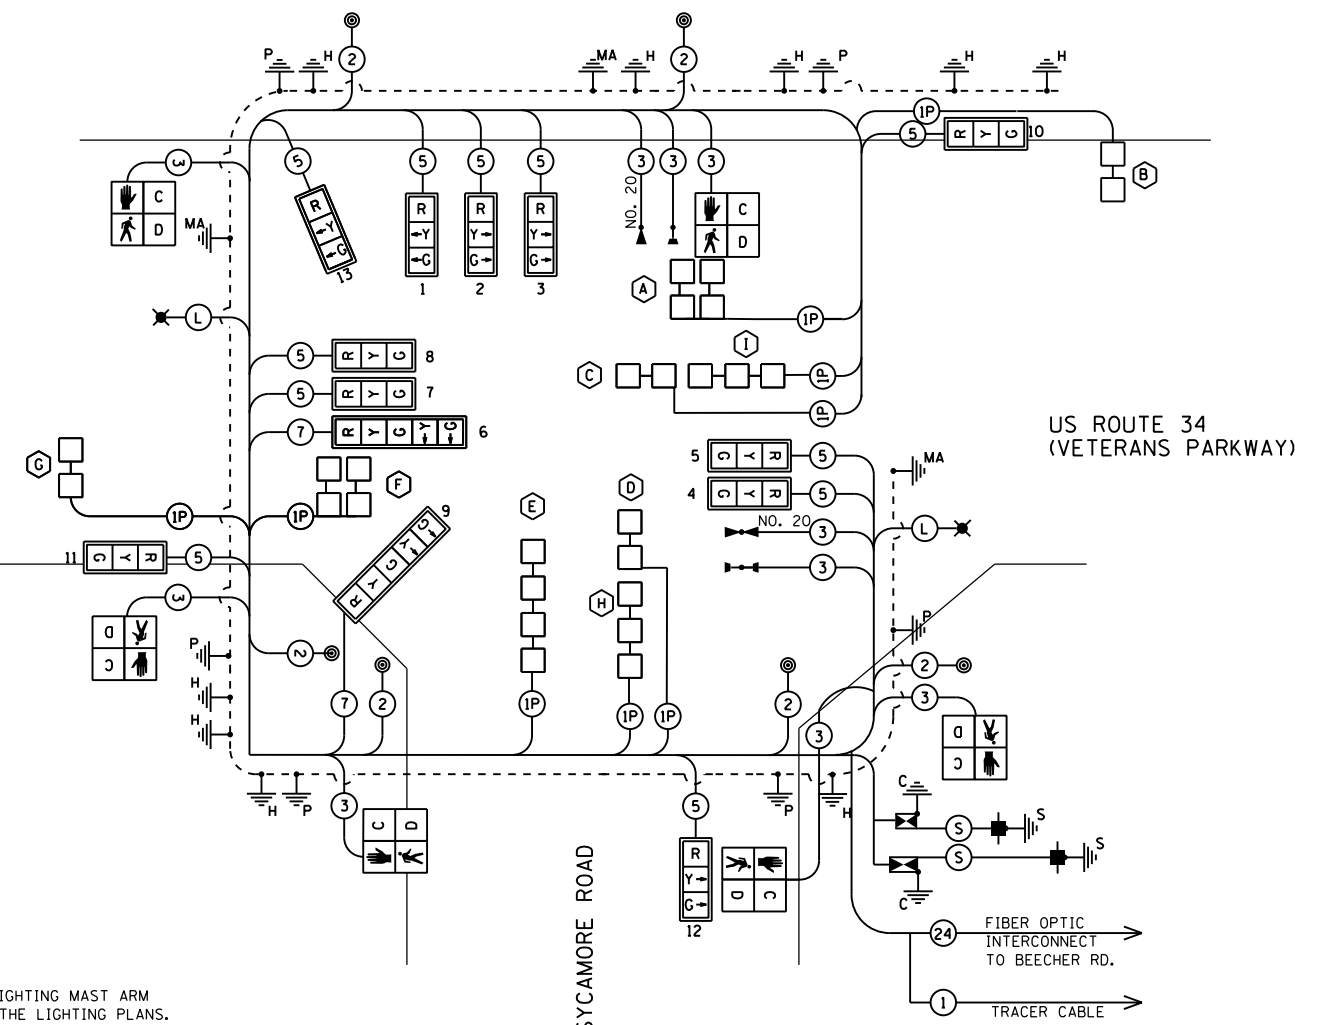 P H 2 MA H 2 H P H H
1P
5 R Y G 10
3 5 5 5 5 3 3 3
B
C
D
MA
R Y G 13
R Y G 1
R Y G 2
R Y G 3
NO. 20
C
D
A
1P
L
I
C 1P
1P
5 R Y G 8
5 R Y G 7
7 R Y G Y G 6
US ROUTE 34
(VETERANS PARKWAY)
G
F
1P 1P
E
D
5 G Y R 5
4 G Y R 5
NO. 20 3
3
MA
L
9
R Y G Y G
11 G Y R 5
3
D
C
H
P
P
H
H
2
7 2 1P 1P 1P 2 3
2
3
D
C
H P P H
3
C D
5
R
Y
G
12
D C
C
S S
S S
C
SYCAMORE ROAD
24 FIBER OPTIC
INTERCONNECT
TO BEECHER RD.
1 TRACER CABLE
IGHTING MAST ARM
THE LIGHTING PLANS.